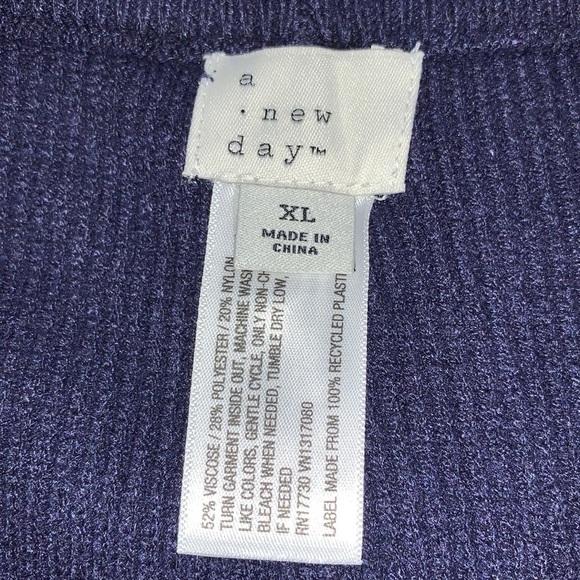 a
· new
day™
XL
MADE IN
CHINA
52% VISCOSE / 28% POLYESTER / 20% NYLON
TURN GARMENT INSIDE OUT, MACHINE WAS
LIKE COLORS, GENTLE CYCLE, ONLY NON-C
BLEACH WHEN NEEDED, TUMBLE DRY LOW,
IF NEEDED
RN17730 VN1317080
LABEL MADE FROM 100% RECYCLED PLASTI